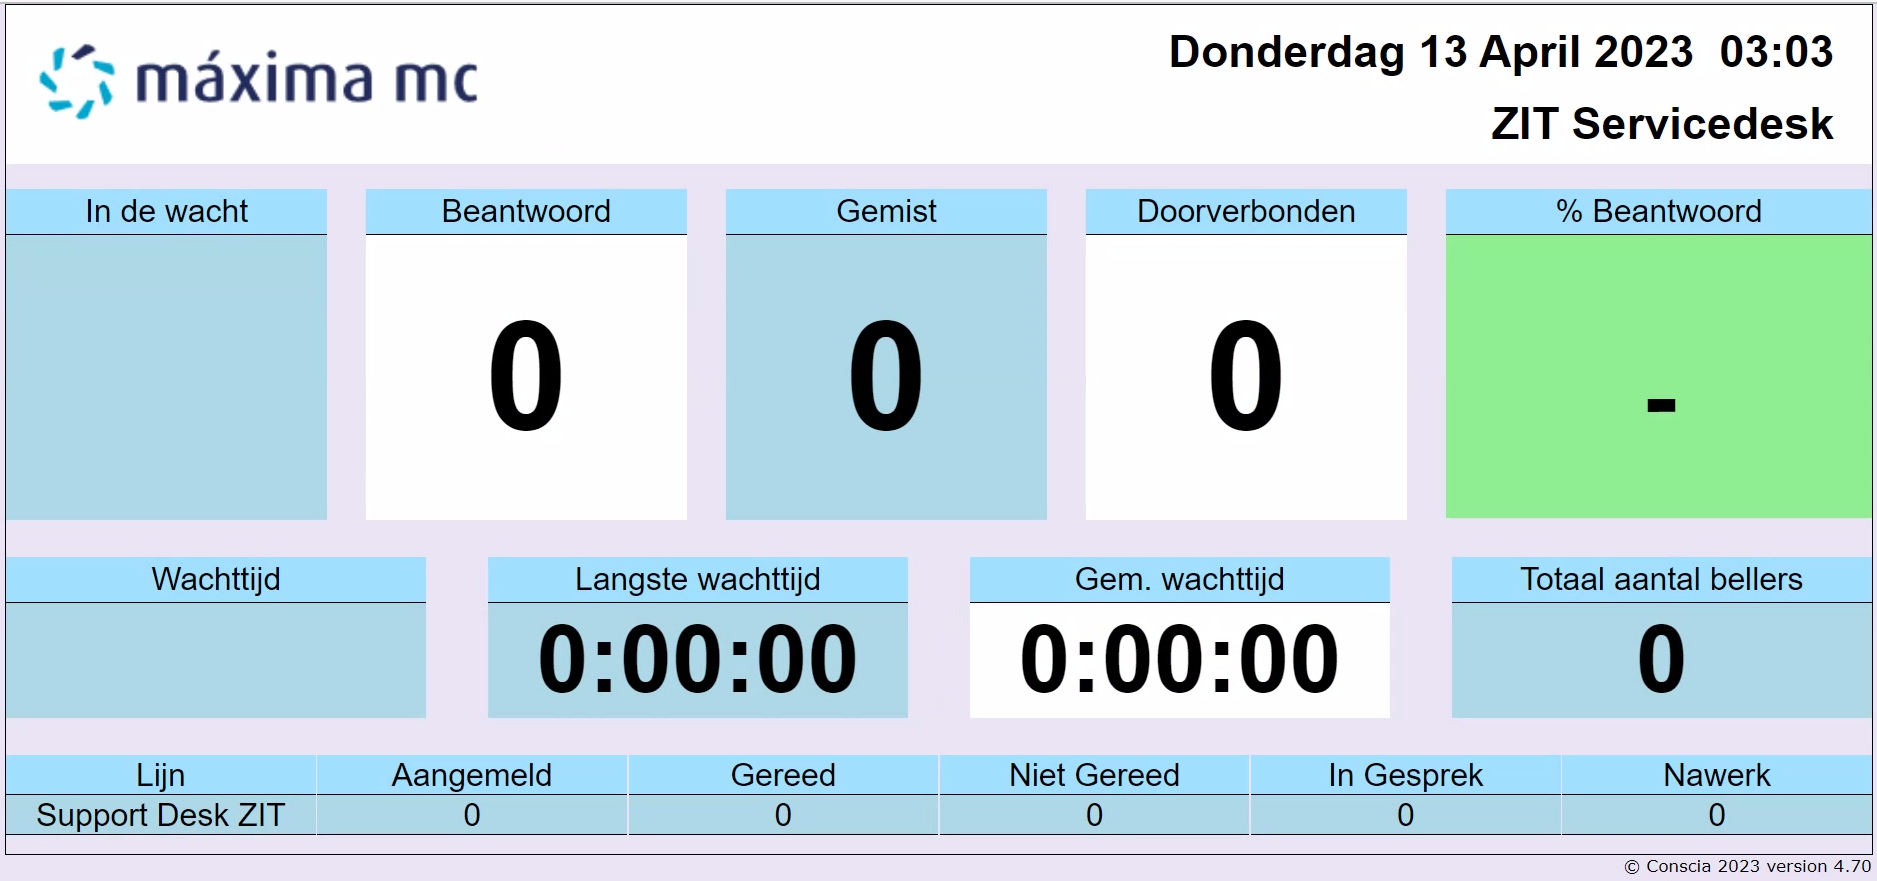 máxima mc
Donderdag 13 April 2023 03:03
ZIT Servicedesk
In de wacht Beantwoord Gemist Doorverbonden % Beantwoord
0 0 0 -
Wachttijd Langste wachttijd Gem. wachttijd Totaal aantal bellers
0:00:00 0:00:00 0
Lijn Aangemeld Gereed Niet Gereed In Gesprek Nawerk
Support Desk ZIT 0 0 0 0 0
© Conscia 2023 version 4.70